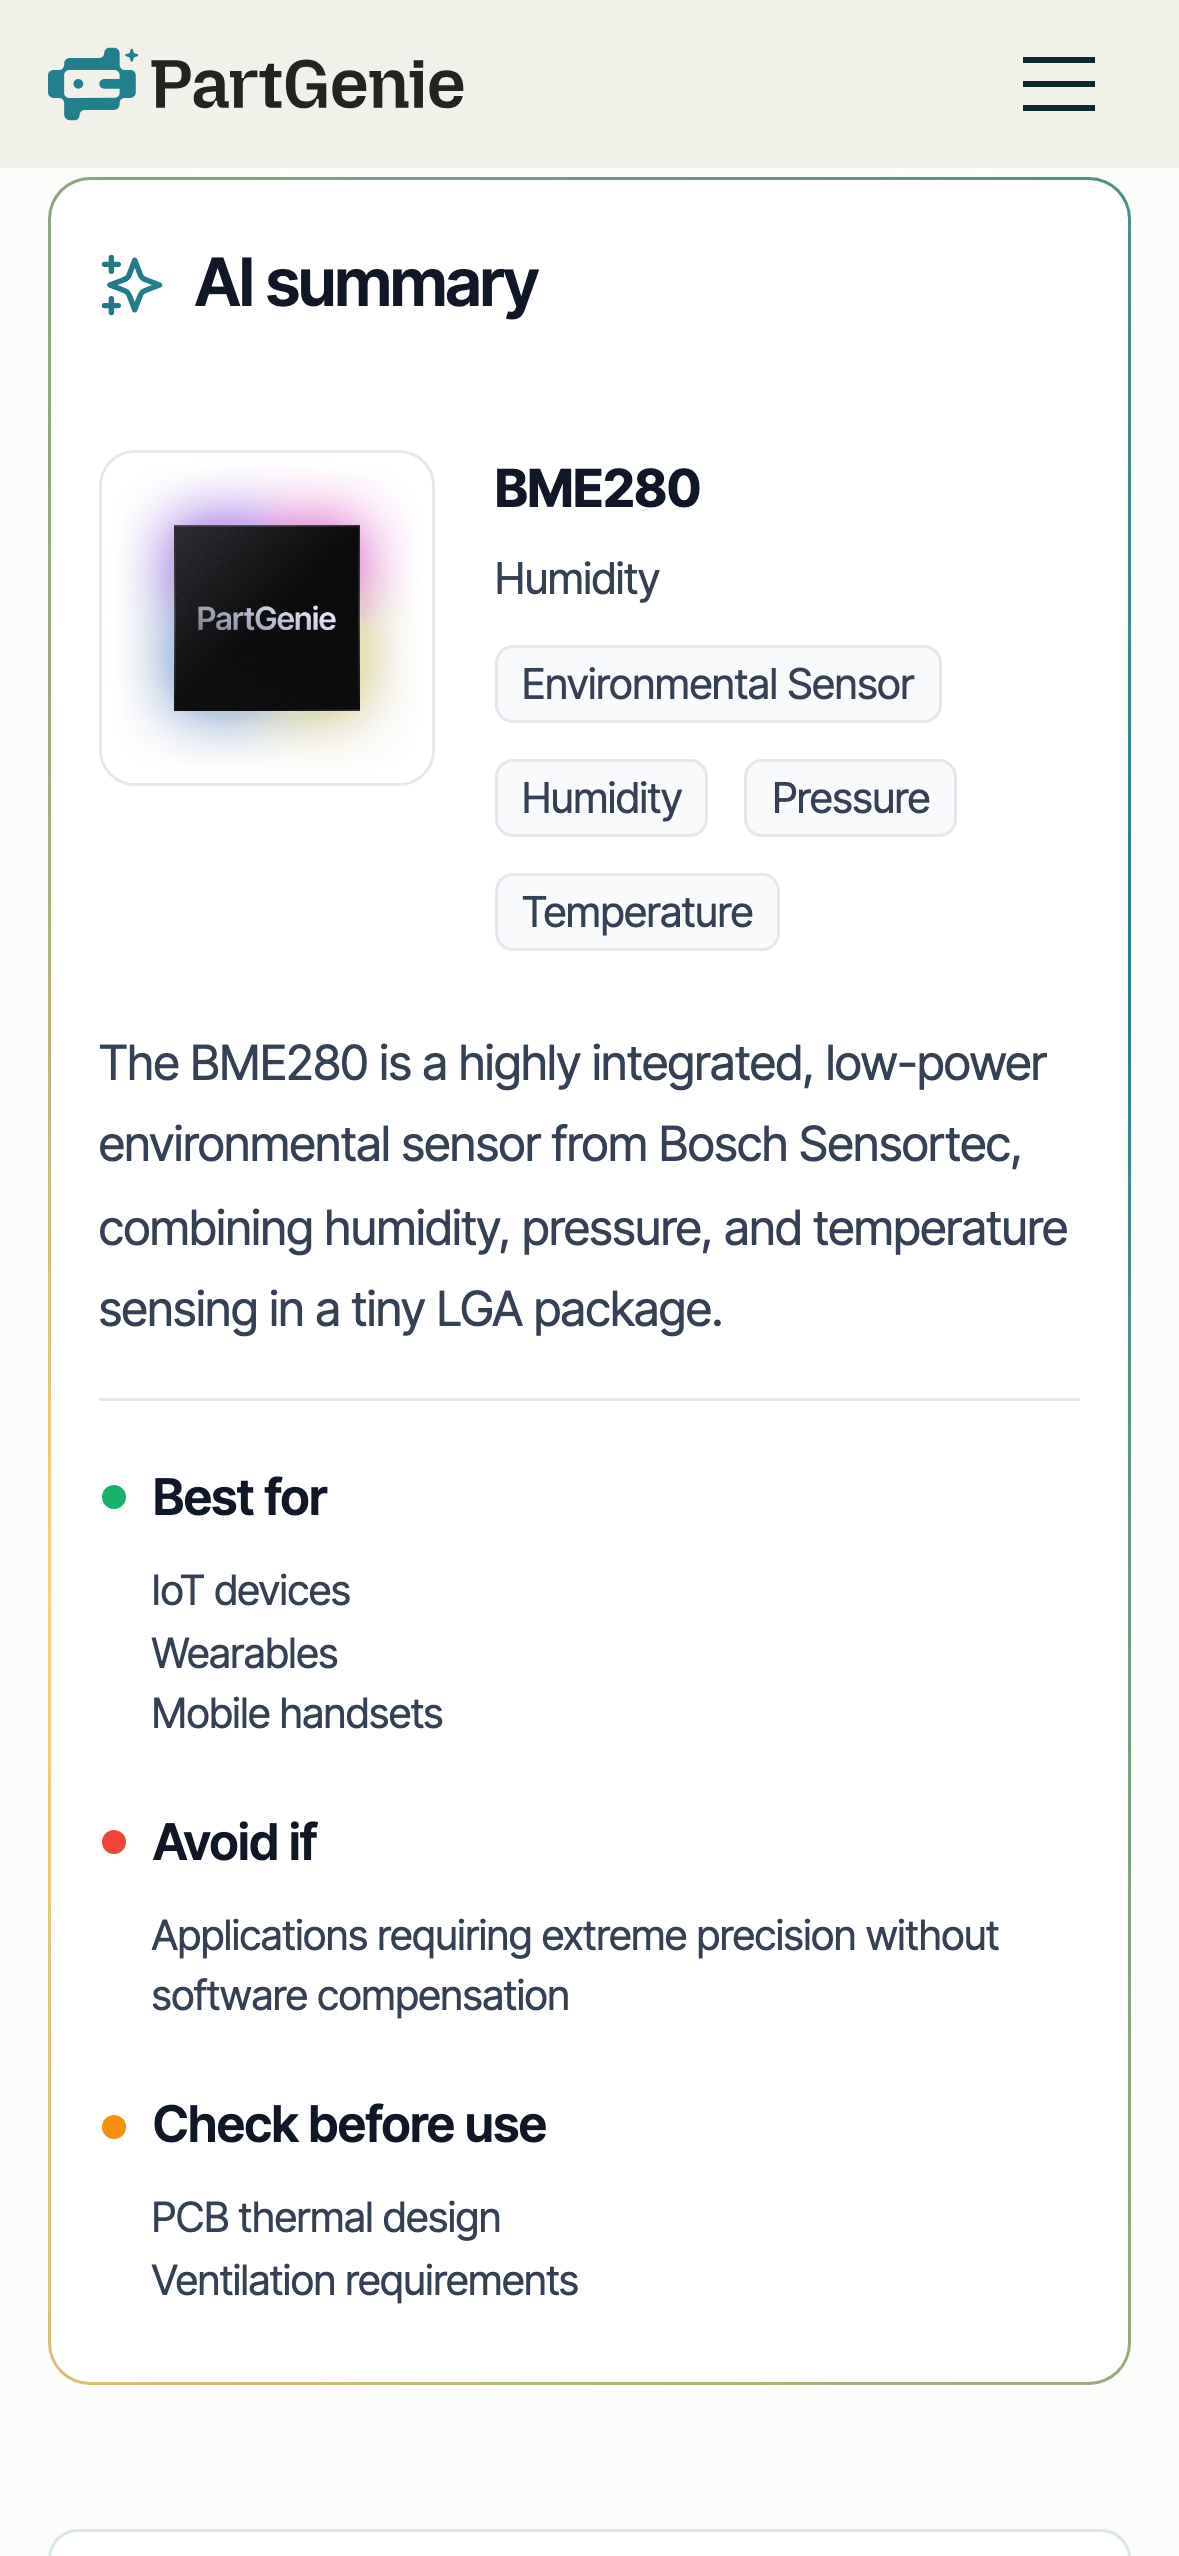 PartGenie
AI summary
PartGenie
BME280
Humidity
Environmental Sensor
Humidity
Pressure
Temperature
The BME280 is a highly integrated, low-power
environmental sensor from Bosch Sensortec,
combining humidity, pressure, and temperature
sensing in a tiny LGA package.
Best for
IoT devices
Wearables
Mobile handsets
Avoid if
Applications requiring extreme precision without
software compensation
Check before use
PCB thermal design
Ventilation requirements